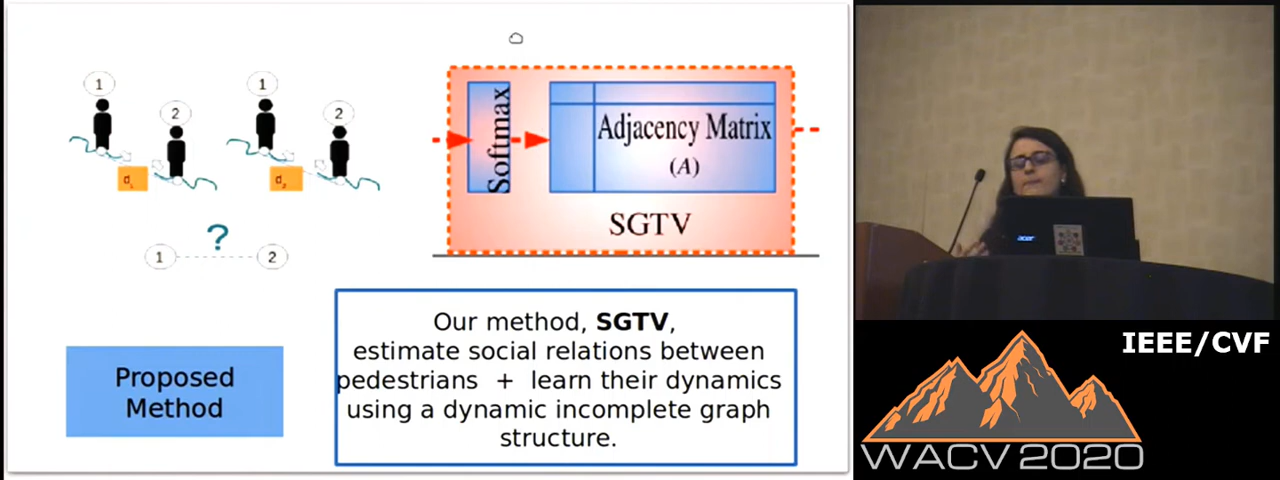 1
2
1
2
d₁
d₂
?
1
2
Softmax
Adjacency Matrix
(A)
SGTV
Proposed
Method
Our method, SGTV,
estimate social relations between
pedestrians + learn their dynamics
using a dynamic incomplete graph
structure.
acer
IEEE/CVF
WACV 2020